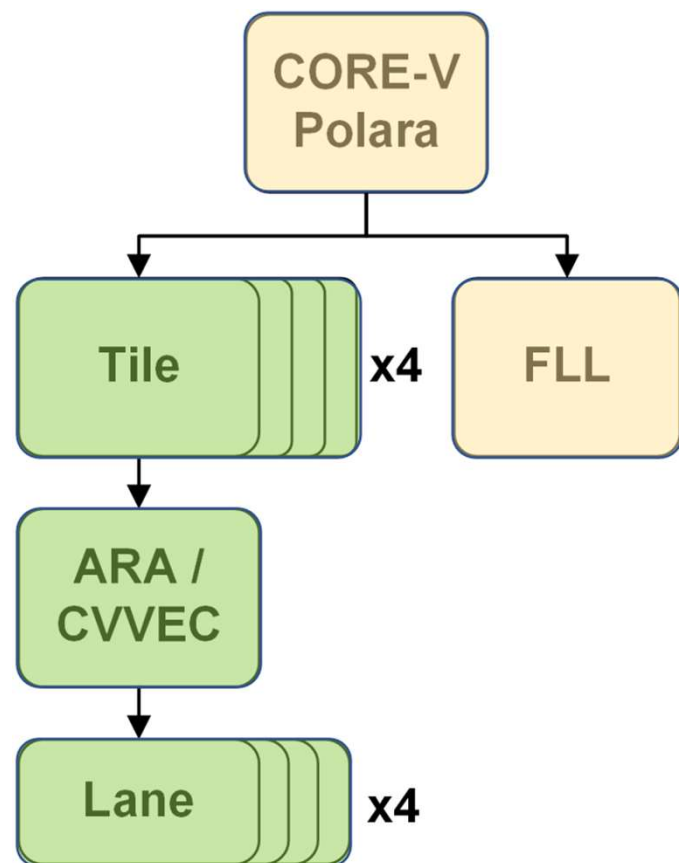 CORE-V
Polara
Tile
x4
FLL
ARA /
CVVEC
Lane
x4